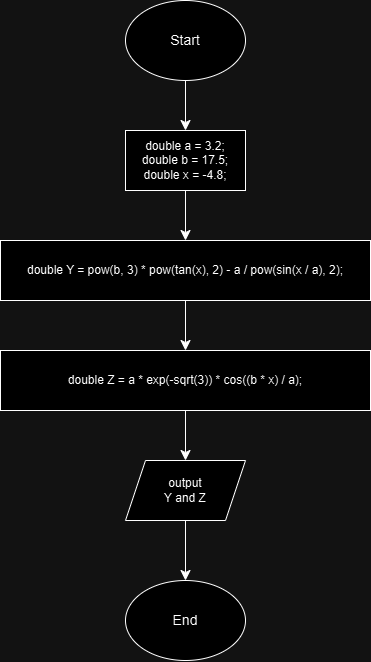 Start
double a = 3.2;
double b = 17.5;
double x = -4.8;
double Y = pow(b, 3) * pow(tan(x), 2) - a / pow(sin(x / a), 2);
double Z = a * exp(-sqrt(3)) * cos((b * x) / a);
output
Y and Z
End